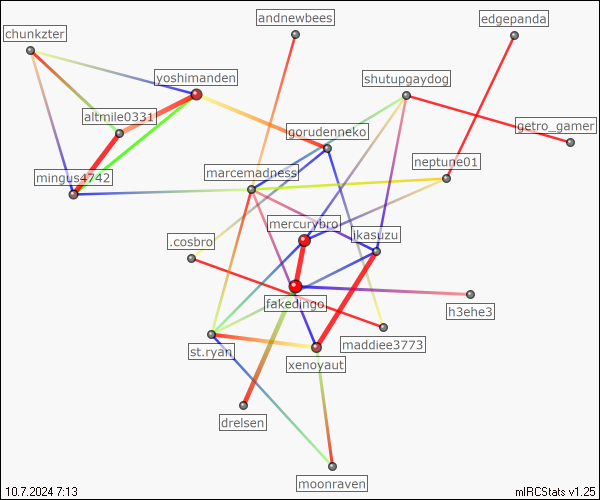 andnewbees
edgepanda
chunkzter
yoshimanden
shutupgaydog
altmile0331
getro_gamer
gorudenneko
neptune01
marcemadness
mingus4742
mercurybro
ikasuzu
.cosbro
fakedingo
h3ehe3
st.ryan
maddiee3773
xenoyaut
drelsen
moonraven
10.7.2024 7:13
mIRCStats v1.25